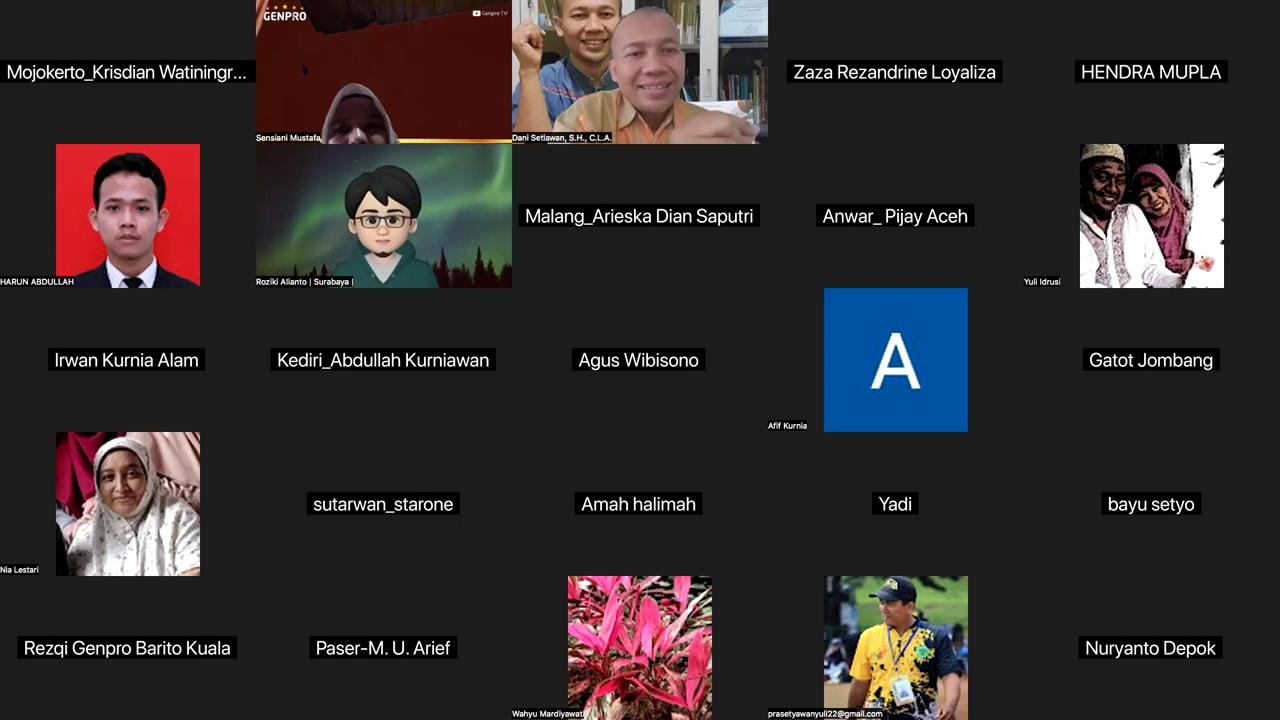 Mojokerto_Krisdian Watiningr...
GENPRO
Genpro TV
Sensiani Mustafa
Dani Setiawan, S.H., C.L.A.
Zaza Rezandrine Loyaliza
HENDRA MUPLA
HARUN ABDULLAH
Roziki Alianto | Surabaya |
Malang_Arieska Dian Saputri
Anwar_ Pijay Aceh
Yuli Idrusi
Irwan Kurnia Alam
Kediri_Abdullah Kurniawan
Agus Wibisono
A
Afif Kurnia
Gatot Jombang
Nia Lestari
sutarwan_starone
Amah halimah
Yadi
bayu setyo
Rezqi Genpro Barito Kuala
Paser-M. U. Arief
Wahyu Mardiyawati
prasetyawanyuli22@gmail.com
Nuryanto Depok